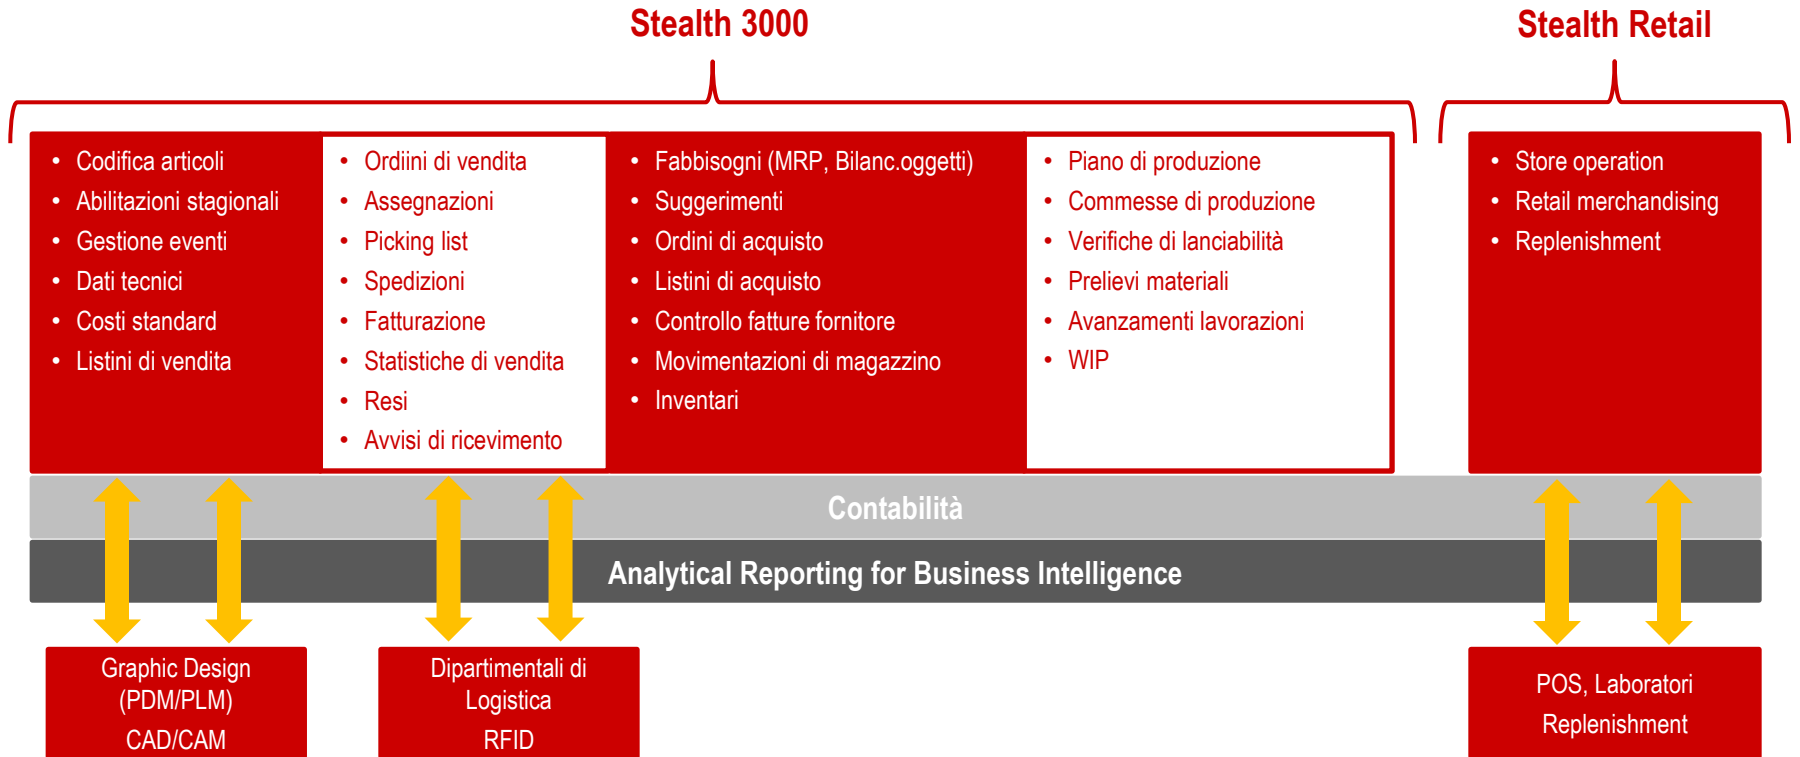 Stealth 3000
Stealth Retail
• Codifica articoli
• Abilitazioni stagionali
• Gestione eventi
• Dati tecnici
• Costi standard
• Listini di vendita
• Ordiini di vendita
• Assegnazioni
• Picking list
• Spedizioni
• Fatturazione
• Statistiche di vendita
• Resi
• Avvisi di ricevimento
• Fabbisogni (MRP, Bilanc.oggetti)
• Suggerimenti
• Ordini di acquisto
• Listini di acquisto
• Controllo fatture fornitore
• Movimentazioni di magazzino
• Inventari
• Piano di produzione
• Commesse di produzione
• Verifiche di lanciabilità
• Prelievi materiali
• Avanzamenti lavorazioni
• WIP
• Store operation
• Retail merchandising
• Replenishment
Contabilità
Analytical Reporting for Business Intelligence
Graphic Design
(PDM/PLM)
CAD/CAM
Dipartimentali di
Logistica
RFID
POS, Laboratori
Replenishment